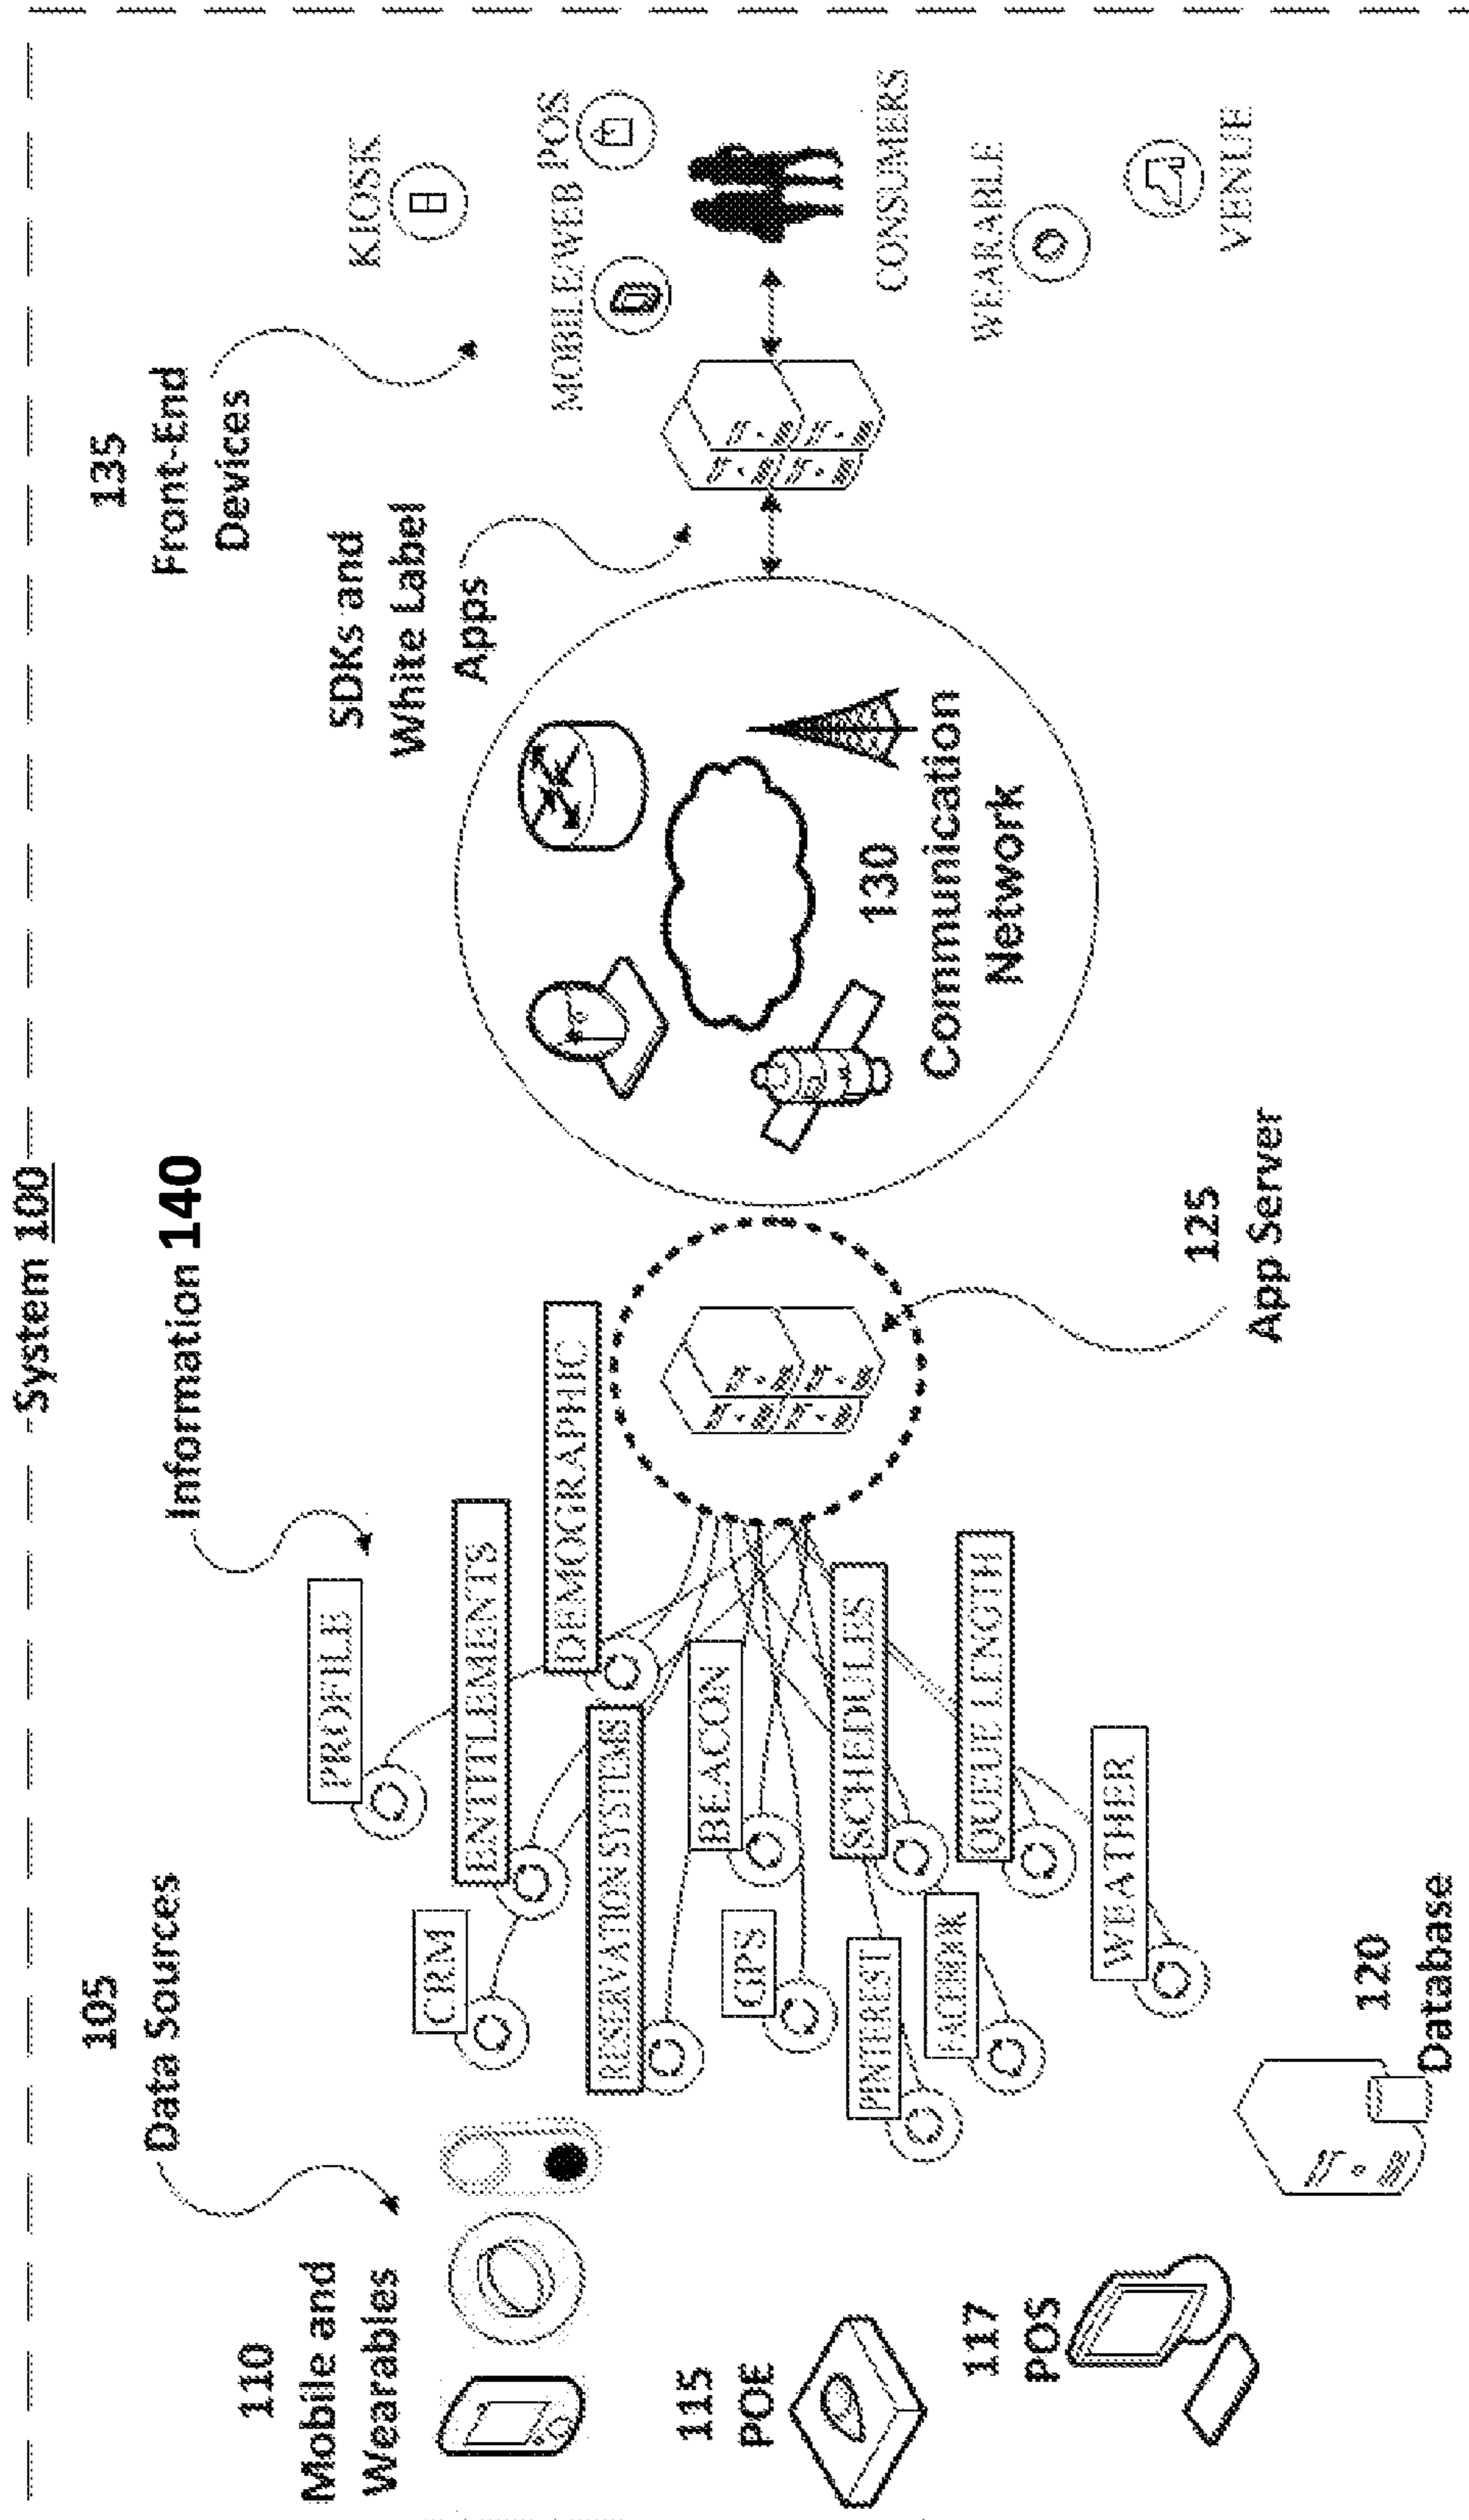 System 100
105
Data Sources
110
Mobile and
Wearables
115
POE
117
POS
120
Database
Information 140
PROFILE
ENTITLEMENTS
CRM
DEMOGRAPHIC
RESERVATION SYSTEMS
BEACON
GPS
SCHEDULES
PINTEREST
FACEBOOK
QUEUE LENGTH
WEATHER
125
App Server
130
Communication
Network
SDKs and
White Label
Apps
135
Front-End
Devices
KIOSK
MOBILE/WEB
POS
CONSUMERS
WEARABLE
VENUE